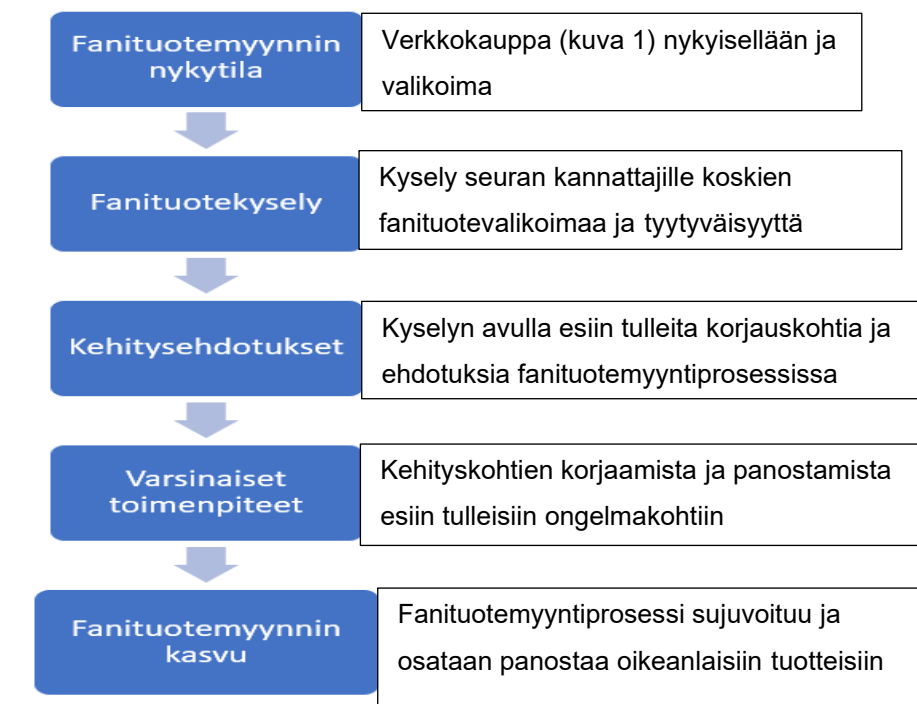 Fanituotemyynnin
nykytila
Verkkokauppa (kuva 1) nykyisellään ja
valikoima
Fanituotekysely
Kysely seuran kannattajille koskien
fanituotevalikoimaa ja tyytyväisyyttä
Kehitysehdotukset
Kyselyn avulla esiin tulleita korjauskohtia ja
ehdotuksia fanituotemyyntiprosessissa
Varsinaiset
toimenpiteet
Kehityskohtien korjaamista ja panostamista
esiin tulleisiin ongelmakohtiin
Fanituotemyynnin
kasvu
Fanituotemyyntiprosessi sujuvoituu ja
osataan panostaa oikeanlaisiin tuotteisiin